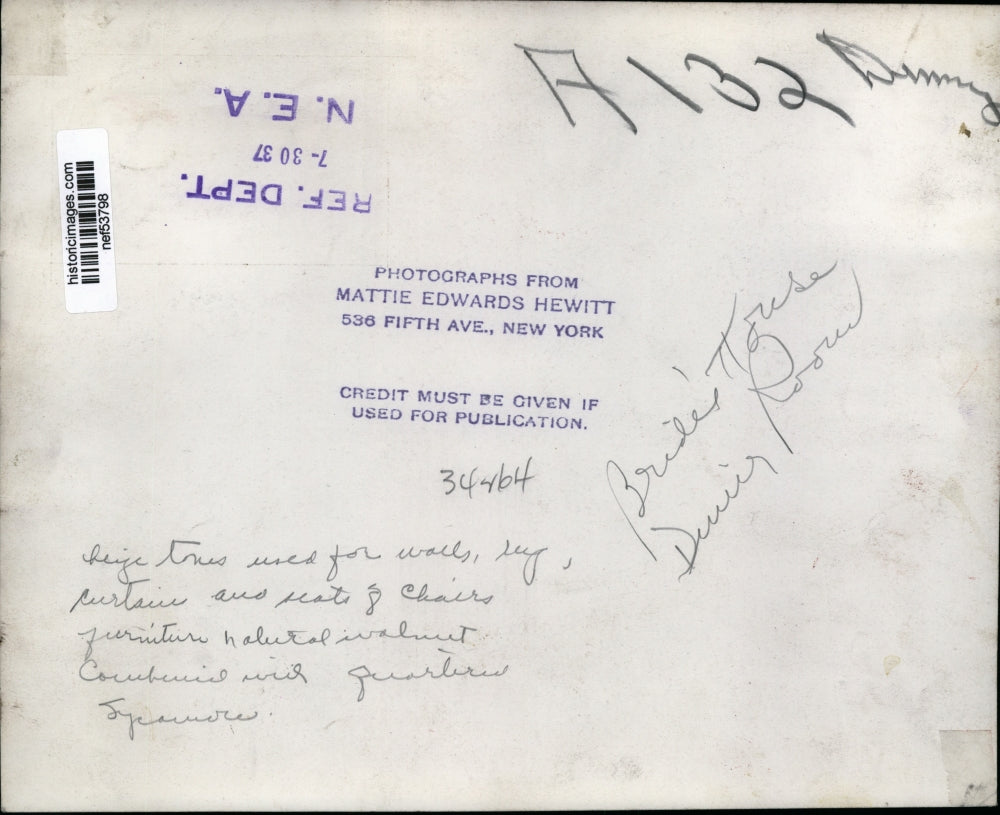 A 132
N.E.A.
7-30 37
REF. DEPT.
historicimages.com
nef53798
PHOTOGRAPHS FROM
MATTIE EDWARDS HEWITT
536 FIFTH AVE., NEW YORK
CREDIT MUST BE GIVEN IF
USED FOR PUBLICATION.
Bride's House
Dining Room
beige tones used for walls, rug,
curtains and seats of chairs
furniture natural walnut
Combined with quartered
Sycamore.